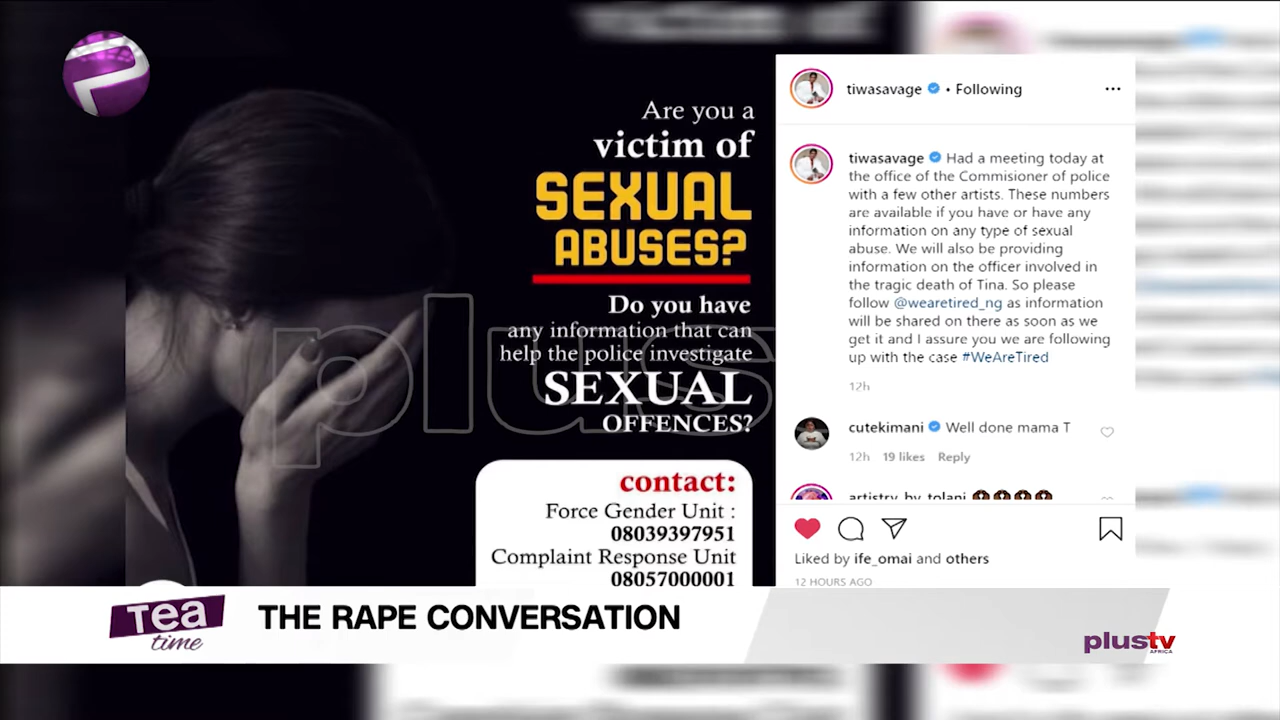 Are you a
victim of
SEXUAL
ABUSES?
Do you have
any information that can
help the police investigate
SEXUAL
OFFENCES?
contact:
Force Gender Unit :
08039397951
Complaint Response Unit
08057000001
plus
tiwasavage • Following
tiwasavage Had a meeting today at
the office of the Commisioner of police
with a few other artists. These numbers
are available if you have or have any
information on any type of sexual
abuse. We will also be providing
information on the officer involved in
the tragic death of Tina. So please
follow @wearetired_ng as information
will be shared on there as soon as we
get it and I assure you we are following
up with the case #WeAreTired
12h
cutekimani Well done mama T
12h 19 likes Reply
artistry_by_tolani
Liked by ife_omai and others
12 HOURS AGO
Tea
time
THE RAPE CONVERSATION
plustv
AFRICA